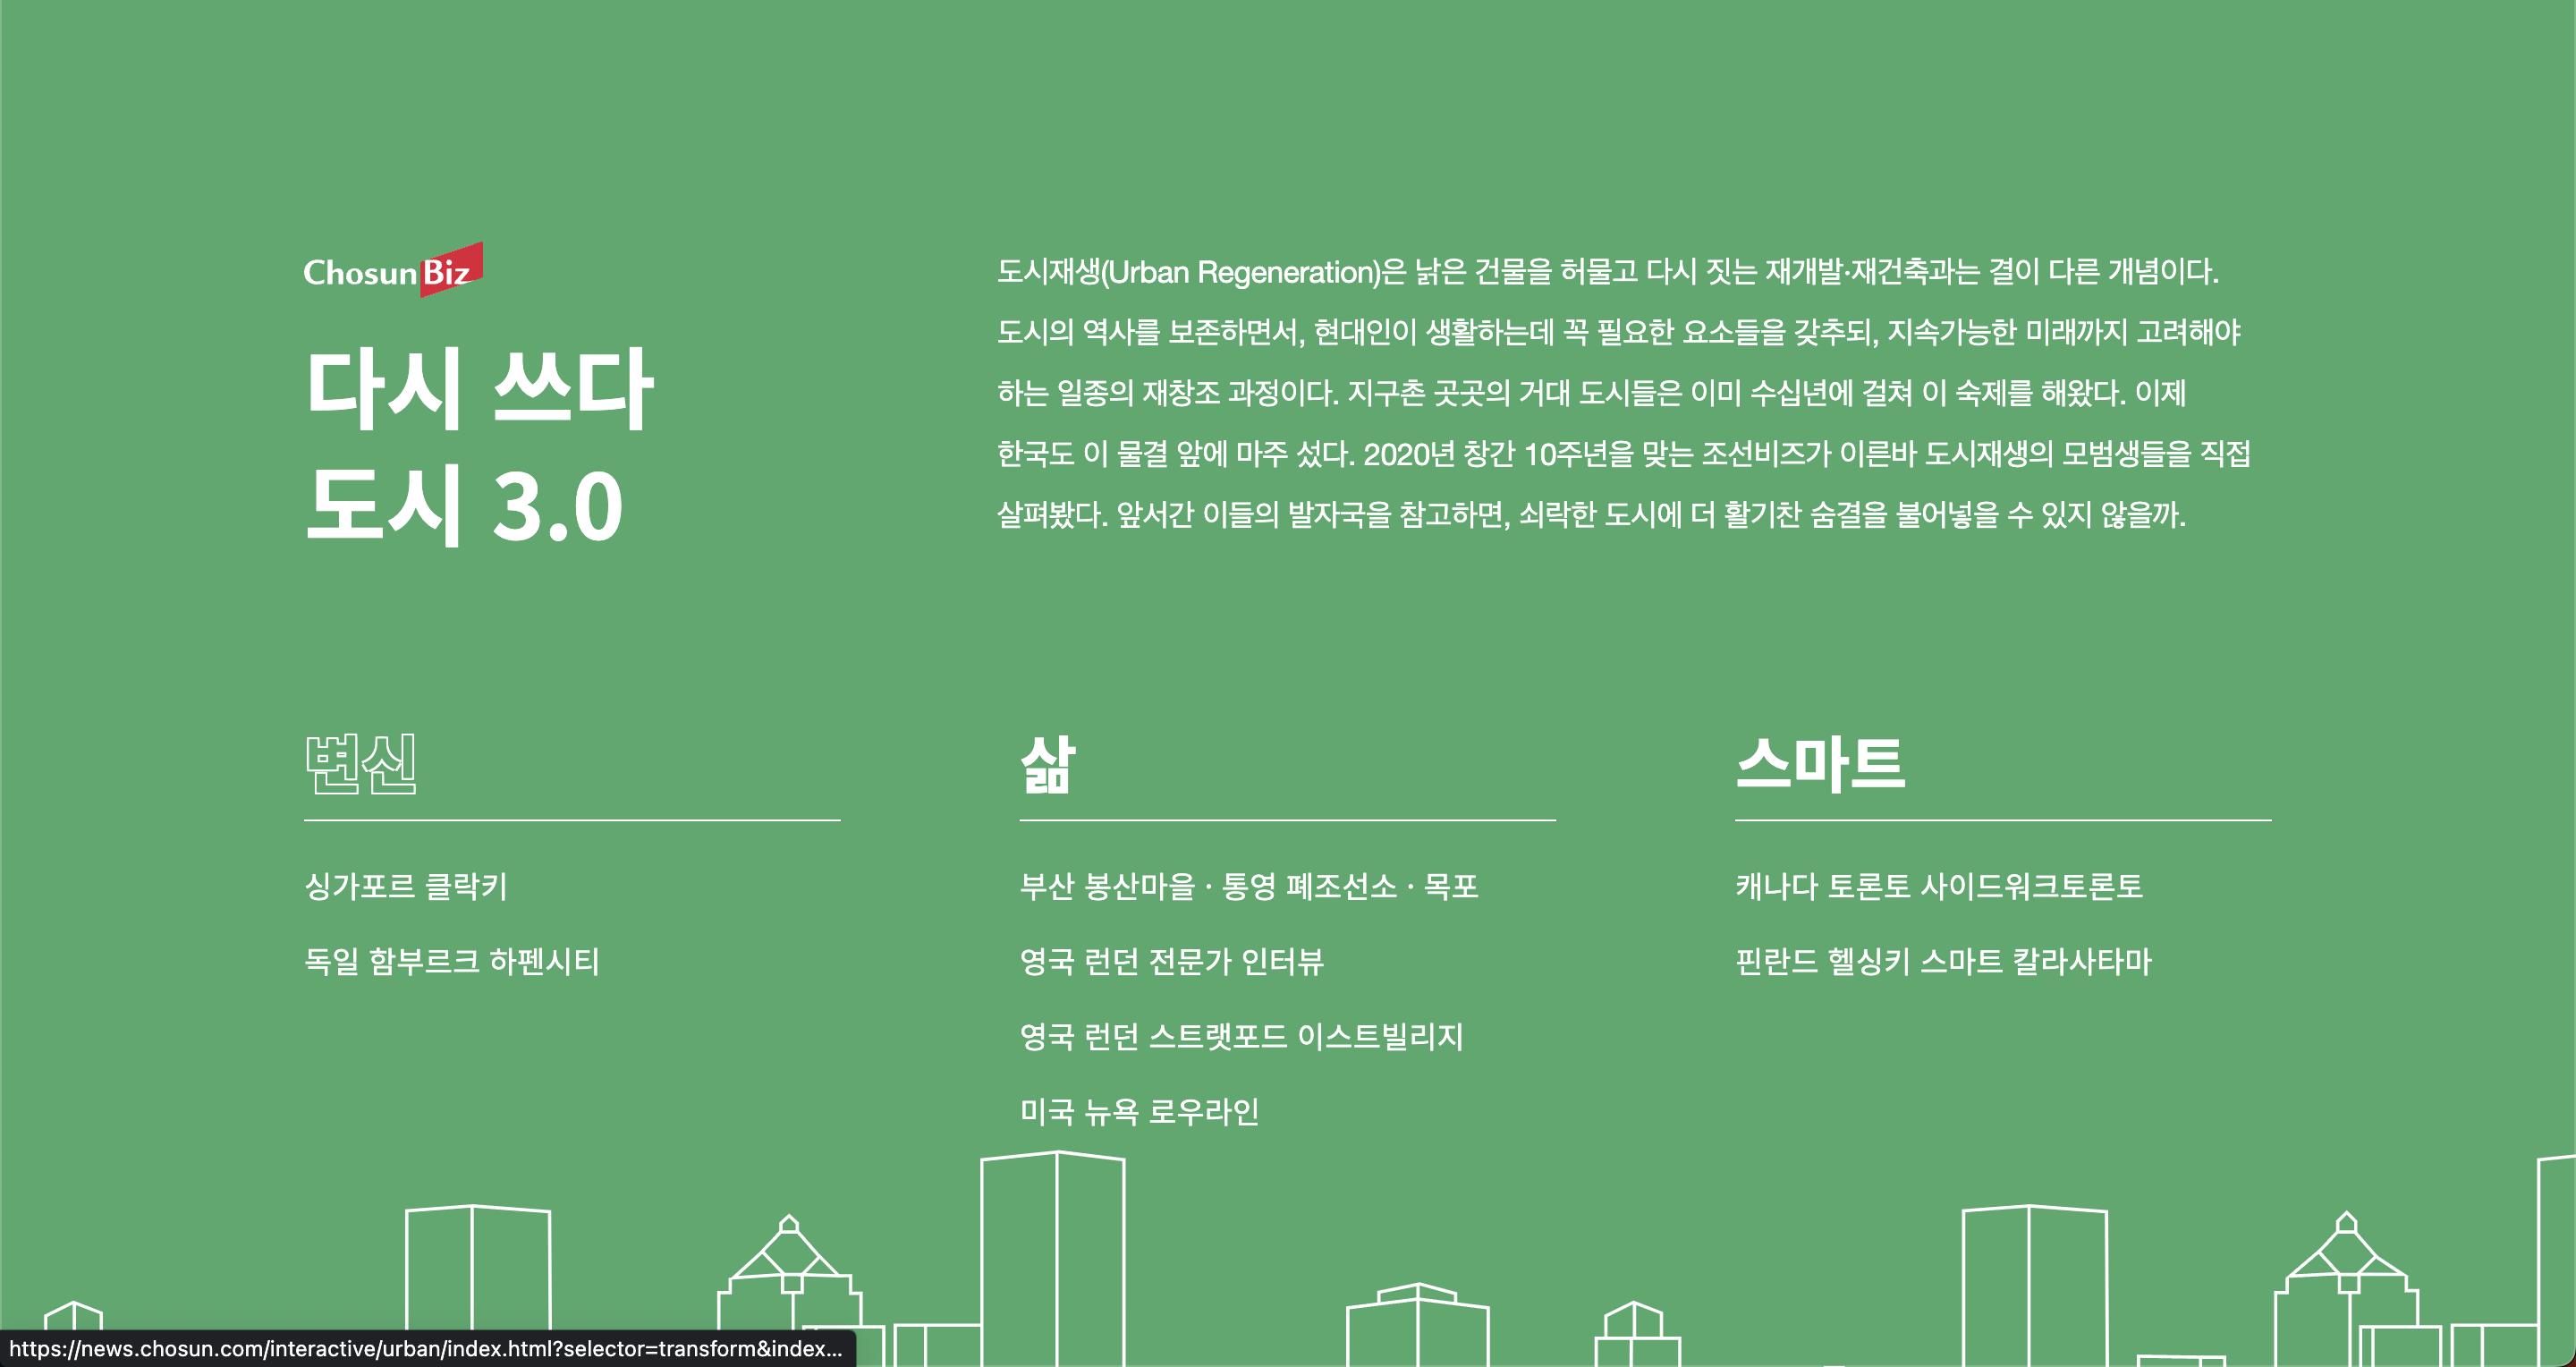 Chosun Biz
다시 쓰다
도시 3.0
도시재생(Urban Regeneration)은 낡은 건물을 허물고 다시 짓는 재개발·재건축과는 결이 다른 개념이다.
도시의 역사를 보존하면서, 현대인이 생활하는데 꼭 필요한 요소들을 갖추되, 지속가능한 미래까지 고려해야
하는 일종의 재창조 과정이다. 지구촌 곳곳의 거대 도시들은 이미 수십년에 걸쳐 이 숙제를 해왔다. 이제
한국도 이 물결 앞에 마주 섰다. 2020년 창간 10주년을 맞는 조선비즈가 이른바 도시재생의 모범생들을 직접
살펴봤다. 앞서간 이들의 발자국을 참고하면, 쇠락한 도시에 더 활기찬 숨결을 불어넣을 수 있지 않을까.
변신
싱가포르 클락키
독일 함부르크 하펜시티
삶
부산 봉산마을 · 통영 폐조선소 · 목포
영국 런던 전문가 인터뷰
영국 런던 스트랫포드 이스트빌리지
미국 뉴욕 로우라인
스마트
캐나다 토론토 사이드워크토론토
핀란드 헬싱키 스마트 칼라사타마
https://news.chosun.com/interactive/urban/index.html?selector=transform&index...